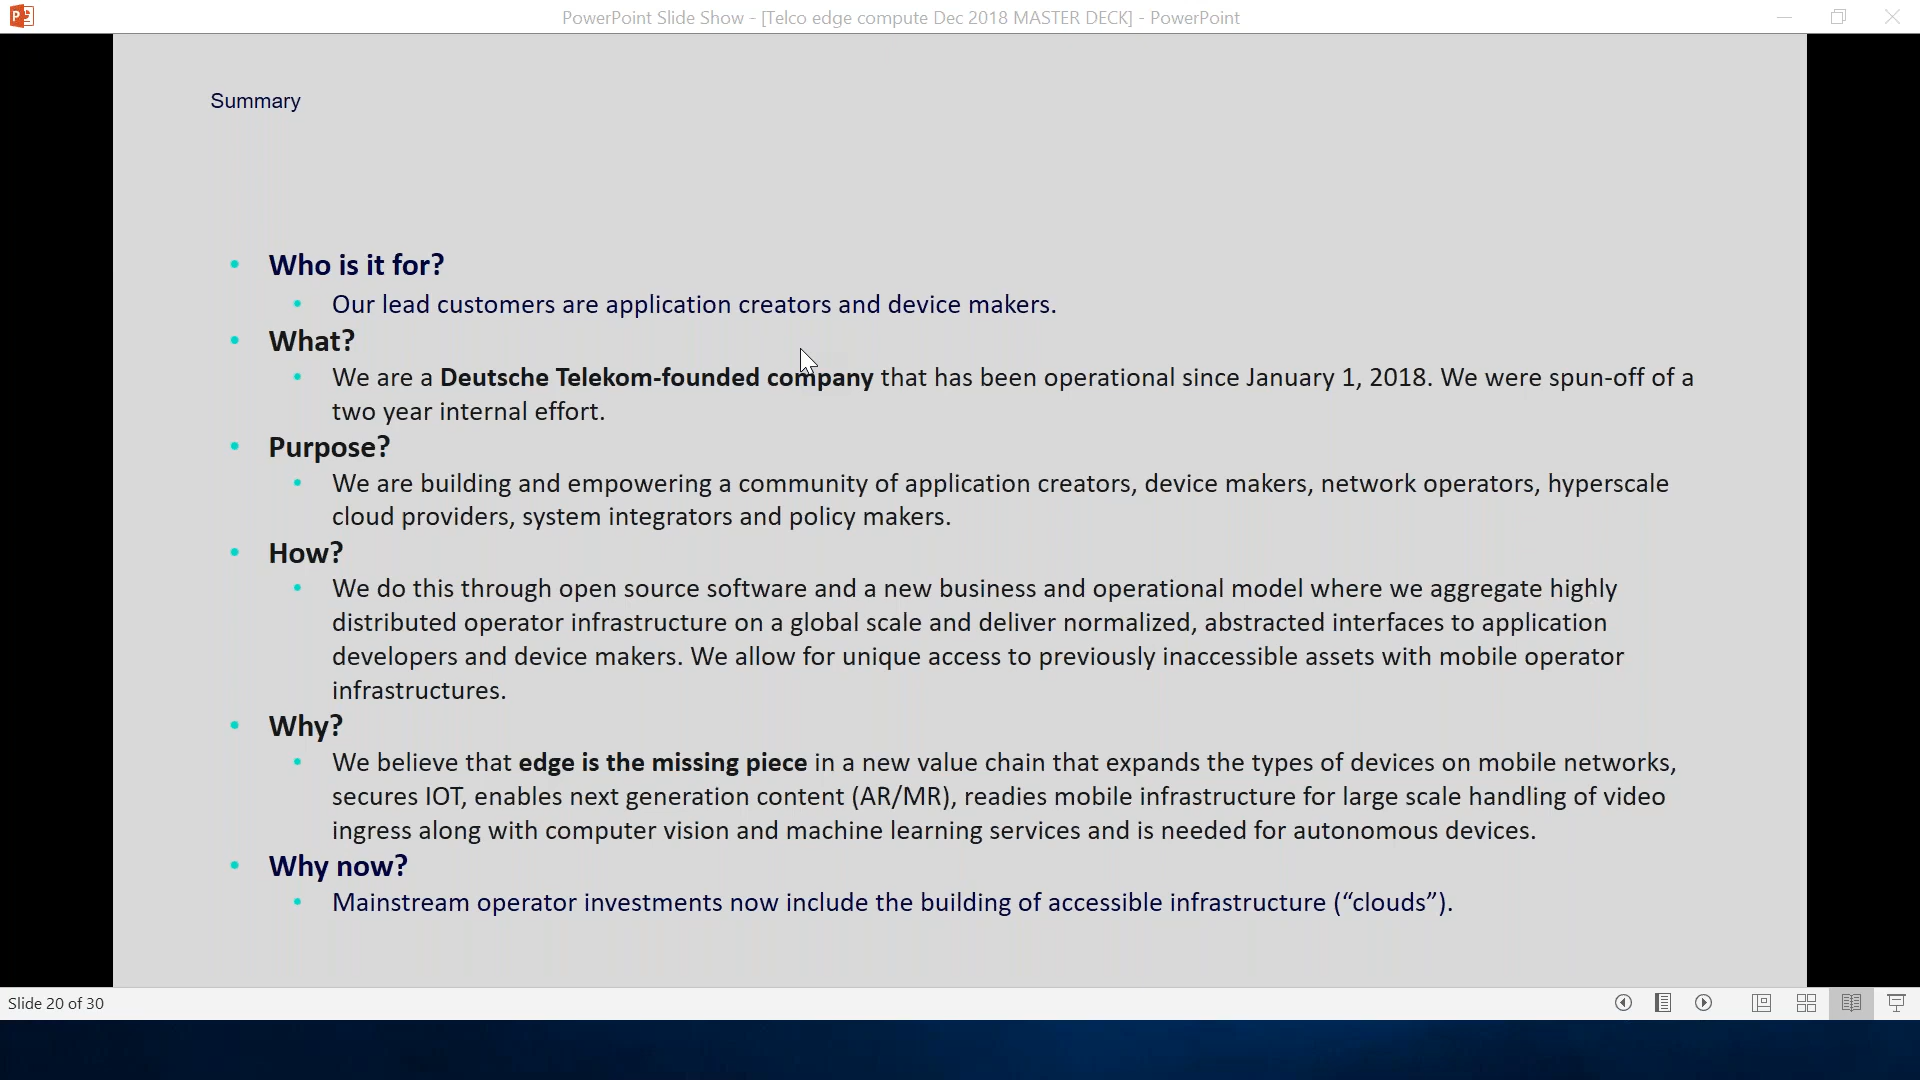 PowerPoint Slide Show - [Telco edge compute Dec 2018 MASTER DECK] - PowerPoint
Summary
• Who is it for?
• Our lead customers are application creators and device makers.
• What?
• We are a Deutsche Telekom-founded company that has been operational since January 1, 2018. We were spun-off of a
two year internal effort.
• Purpose?
• We are building and empowering a community of application creators, device makers, network operators, hyperscale
cloud providers, system integrators and policy makers.
• How?
• We do this through open source software and a new business and operational model where we aggregate highly
distributed operator infrastructure on a global scale and deliver normalized, abstracted interfaces to application
developers and device makers. We allow for unique access to previously inaccessible assets with mobile operator
infrastructures.
• Why?
• We believe that edge is the missing piece in a new value chain that expands the types of devices on mobile networks,
secures IOT, enables next generation content (AR/MR), readies mobile infrastructure for large scale handling of video
ingress along with computer vision and machine learning services and is needed for autonomous devices.
• Why now?
• Mainstream operator investments now include the building of accessible infrastructure (“clouds”).
Slide 20 of 30